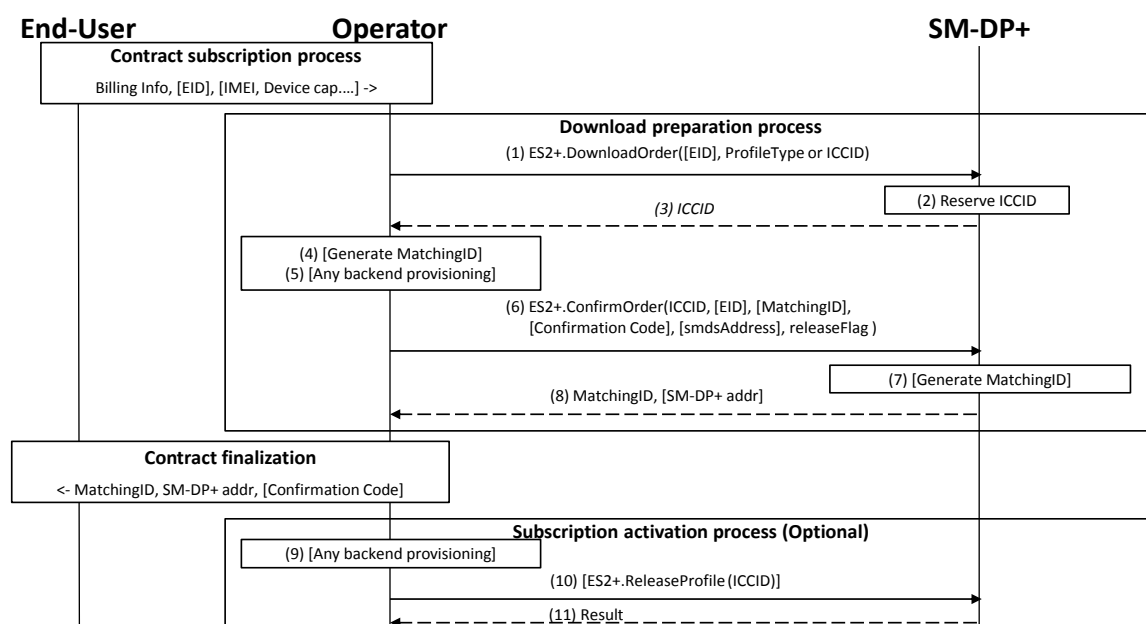 End-User Operator SM-DP+
Contract subscription process
Billing Info, [EID], [IMEI, Device cap....] ->
Download preparation process
(1) ES2+.DownloadOrder([EID], ProfileType or ICCID)
(2) Reserve ICCID
(3) ICCID
(4) [Generate MatchingID]
(5) [Any backend provisioning]
(6) ES2+.ConfirmOrder(ICCID, [EID], [MatchingID],
[Confirmation Code], [smdsAddress], releaseFlag )
(7) [Generate MatchingID]
(8) MatchingID, [SM-DP+ addr]
Contract finalization
<- MatchingID, SM-DP+ addr, [Confirmation Code]
Subscription activation process (Optional)
(9) [Any backend provisioning]
(10) [ES2+.ReleaseProfile(ICCID)]
(11) Result